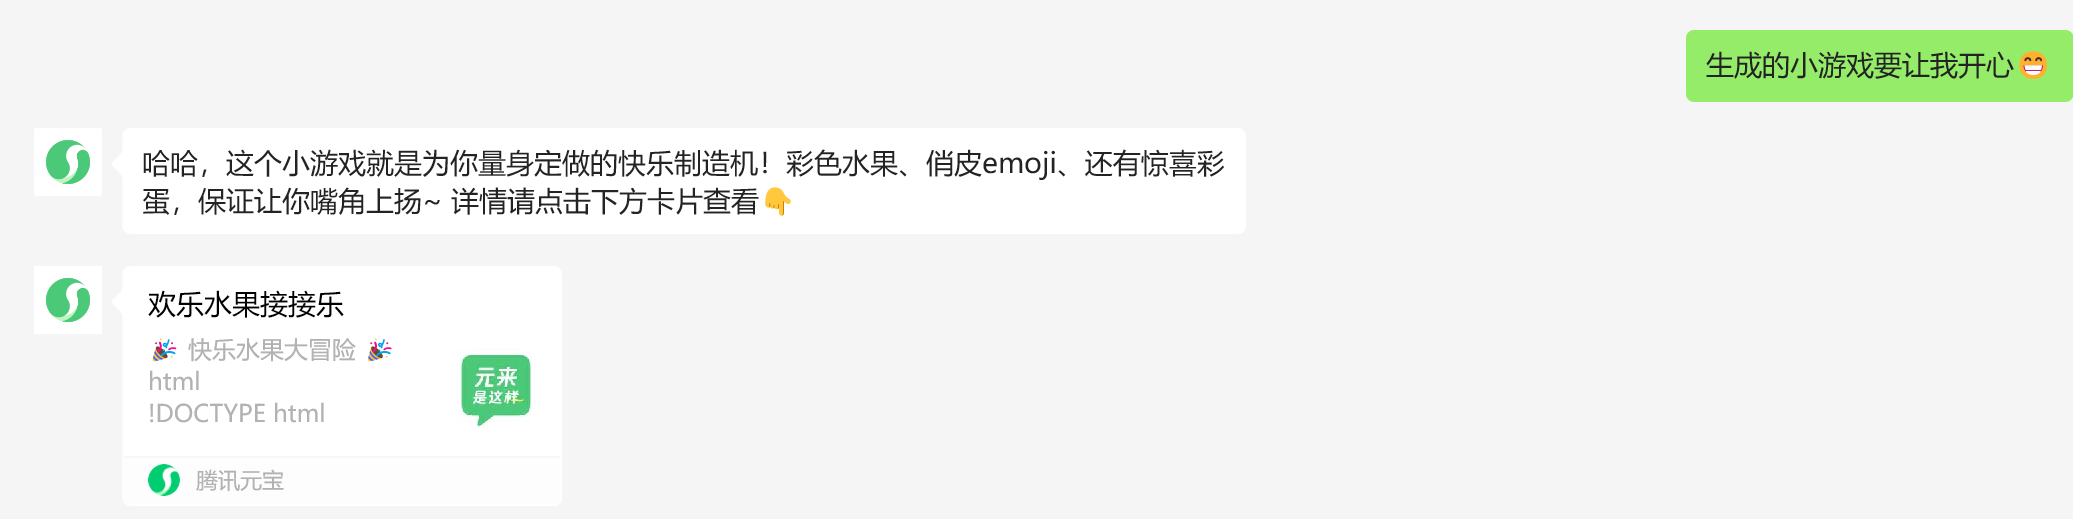 生成的小游戏要让我开心😁
哈哈，这个小游戏就是为你量身定做的快乐制造机！彩色水果、俏皮emoji、还有惊喜彩
蛋，保证让你嘴角上扬~ 详情请点击下方卡片查看👇
欢乐水果接接乐
🎉 快乐水果大冒险 🎉
html
!DOCTYPE html
元来
是这样
腾讯元宝